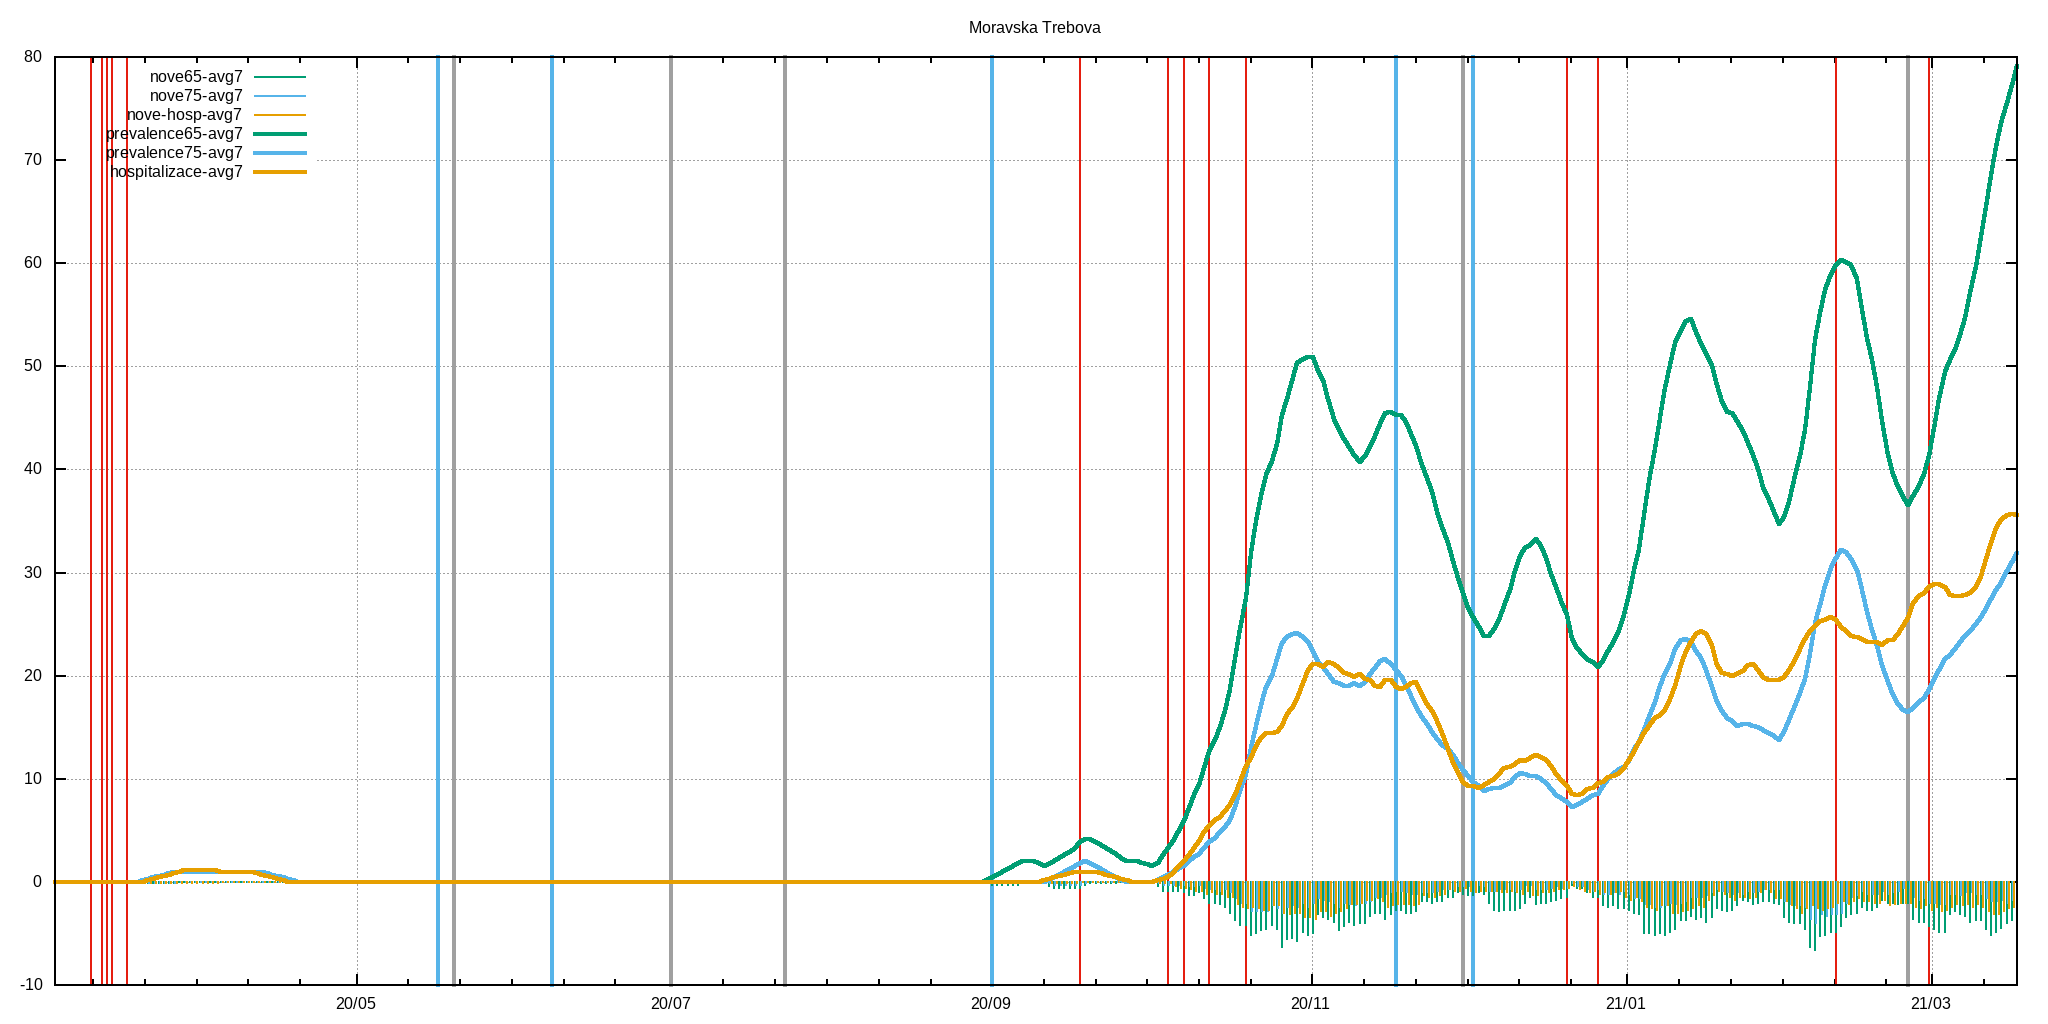 Moravska Trebova
80
70
60
50
40
30
20
10
0
-10
nove65-avg7
nove75-avg7
nove-hosp-avg7
prevalence65-avg7
prevalence75-avg7
hospitalizace-avg7
20/05
20/07
20/09
20/11
21/01
21/03